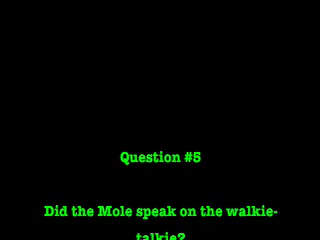 Question #5
Did the Mole speak on the walkie-
talkie?